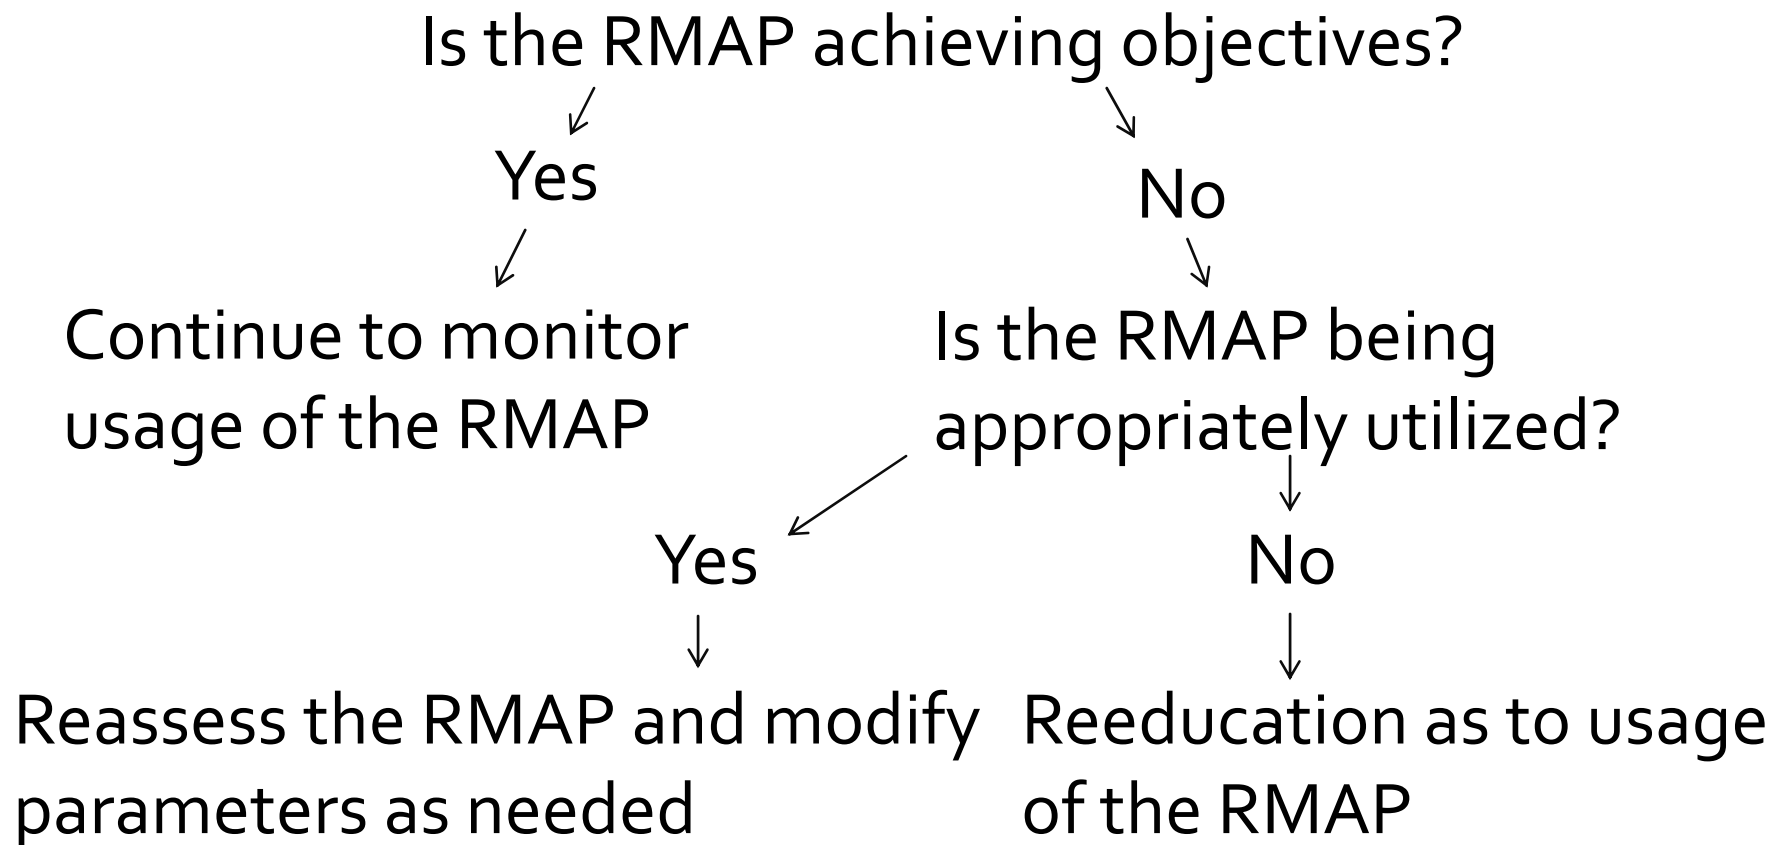 Is the RMAP achieving objectives?
Yes
No
Continue to monitor
usage of the RMAP
Is the RMAP being
appropriately utilized?
Yes
No
Reassess the RMAP and modify
parameters as needed
Reeducation as to usage
of the RMAP